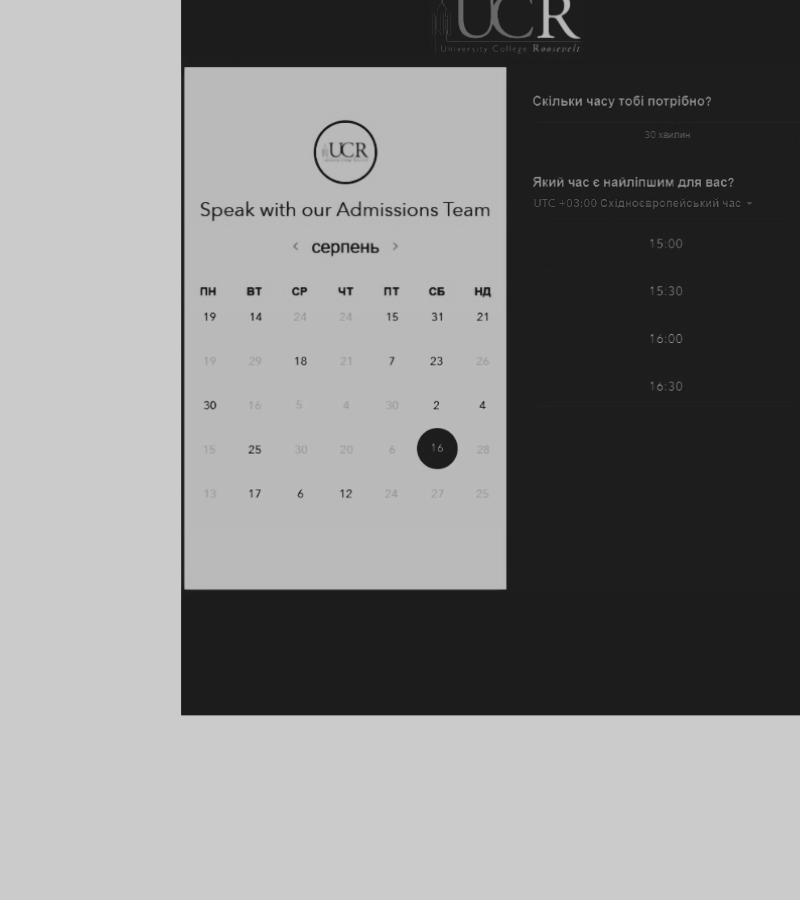 UCR
University College Roosevelt
UCR
Speak with our Admissions Team
‹ серпень ›
ПН ВТ СР ЧТ ПТ СБ НД
19 14 24 24 15 31 21
19 29 18 21 7 23 26
30 16 5 4 30 2 4
15 25 30 20 6 16 28
13 17 6 12 24 27 25
Скільки часу тобі потрібно?
30 хвилин
Який час є найліпшим для вас?
UTC +03:00 Східноєвропейський час
15:00
15:30
16:00
16:30